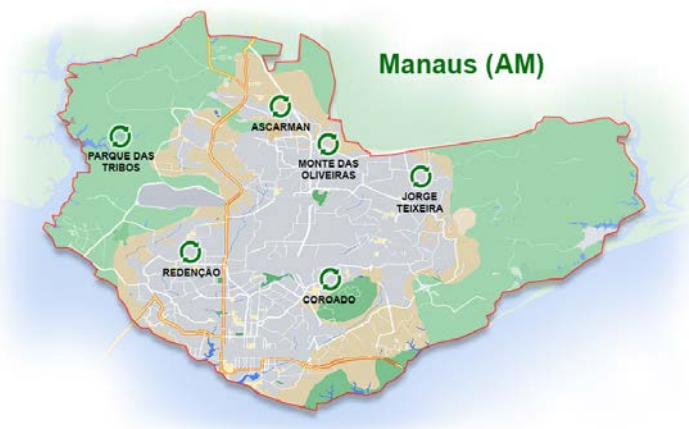 Manaus (AM)
ASCARMAN
PARQUE DAS
TRIBOS
MONTE DAS
OLIVEIRAS
JORGE
TEIXEIRA
REDENÇÃO
COROADO